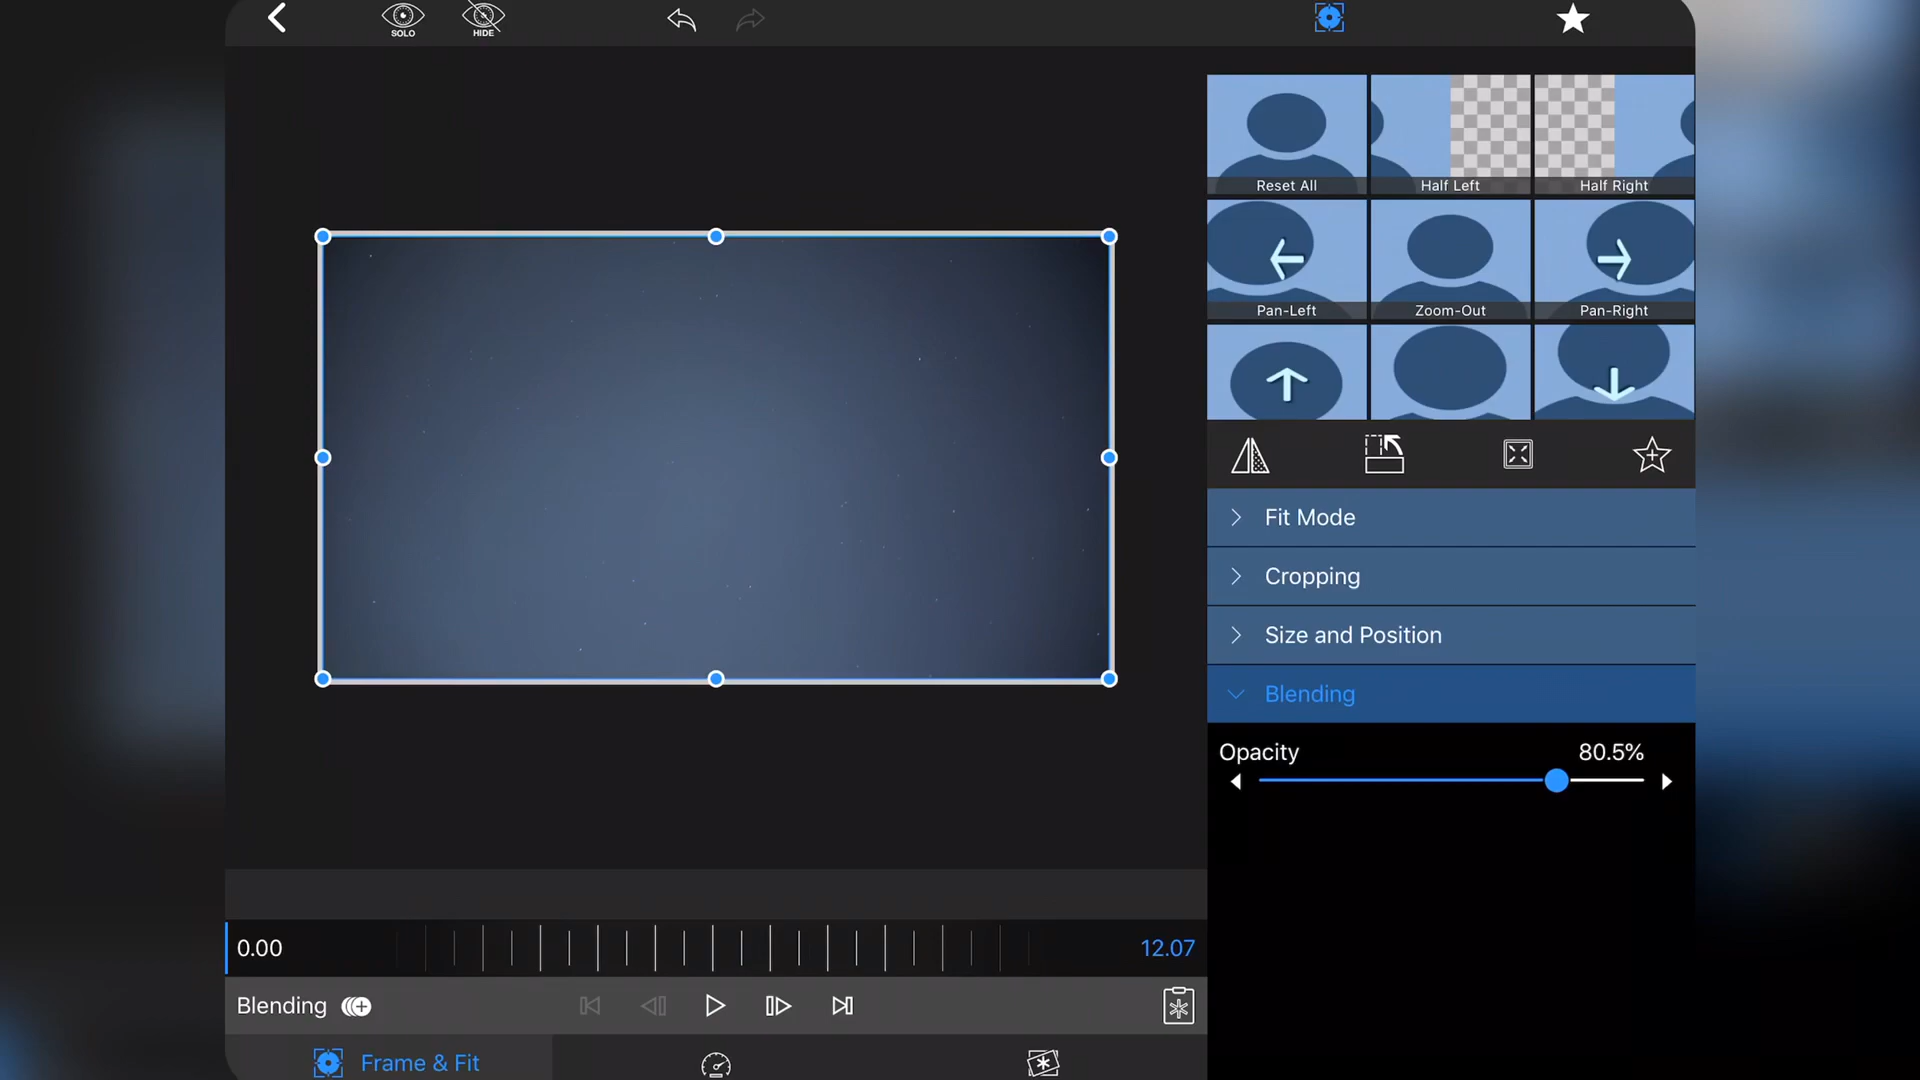 SOLO
HIDE
Reset All
Half Left
Half Right
Pan-Left
Zoom-Out
Pan-Right
Fit Mode
Cropping
Size and Position
Blending
Opacity
80.5%
0.00
12.07
Blending
Frame & Fit